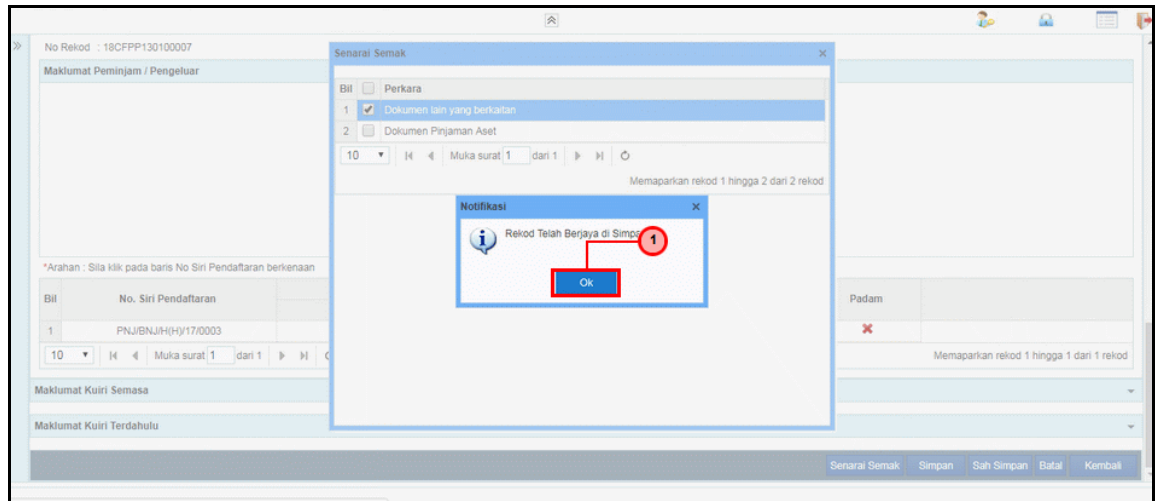 No Rekod : 18CFPP130100007
Maklumat Peminjam / Pengeluar
Senarai Semak
Bil Perkara
1 Dokumen lain yang berkaitan
2 Dokumen Pinjaman Aset
10 Muka surat 1 dari 1
Memaparkan rekod 1 hingga 2 dari 2 rekod
Notifikasi
Rekod Telah Berjaya di
1
Ok
*Arahan : Sila klik pada baris No Siri Pendaftaran berkenaan
Bil No. Siri Pendaftaran Padam
1 PNJ/BNJ/H(H)/17/0003
10 Muka surat 1 dari 1
Memaparkan rekod 1 hingga 1 dari 1 rekod
Maklumat Kuiri Semasa
Maklumat Kuiri Terdahulu
Senarai Semak Simpan Sah Simpan Batal Kembali